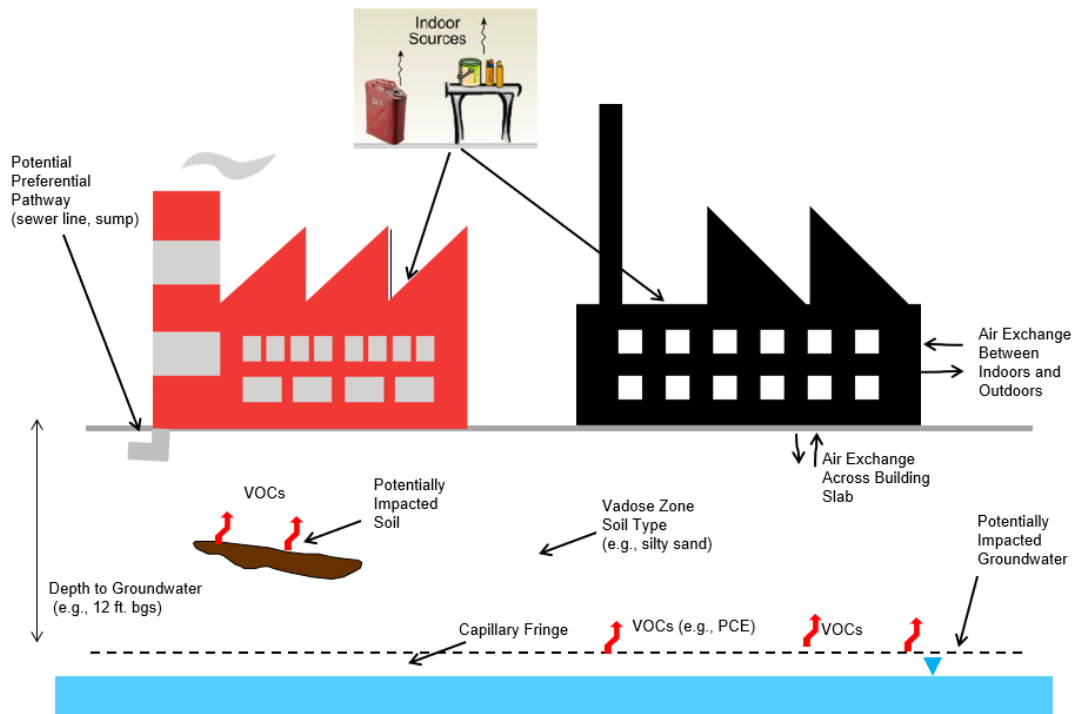 Indoor
Sources
Potential
Preferential
Pathway
(sewer line, sump)
Air Exchange
Between
Indoors and
Outdoors
Air Exchange
Across Building
Slab
VOCs
Potentially
Impacted
Soil
Vadose Zone
Soil Type
(e.g., silty sand)
Potentially
Impacted
Groundwater
Depth to Groundwater
(e.g., 12 ft. bgs)
Capillary Fringe
VOCs (e.g., PCE)
VOCs